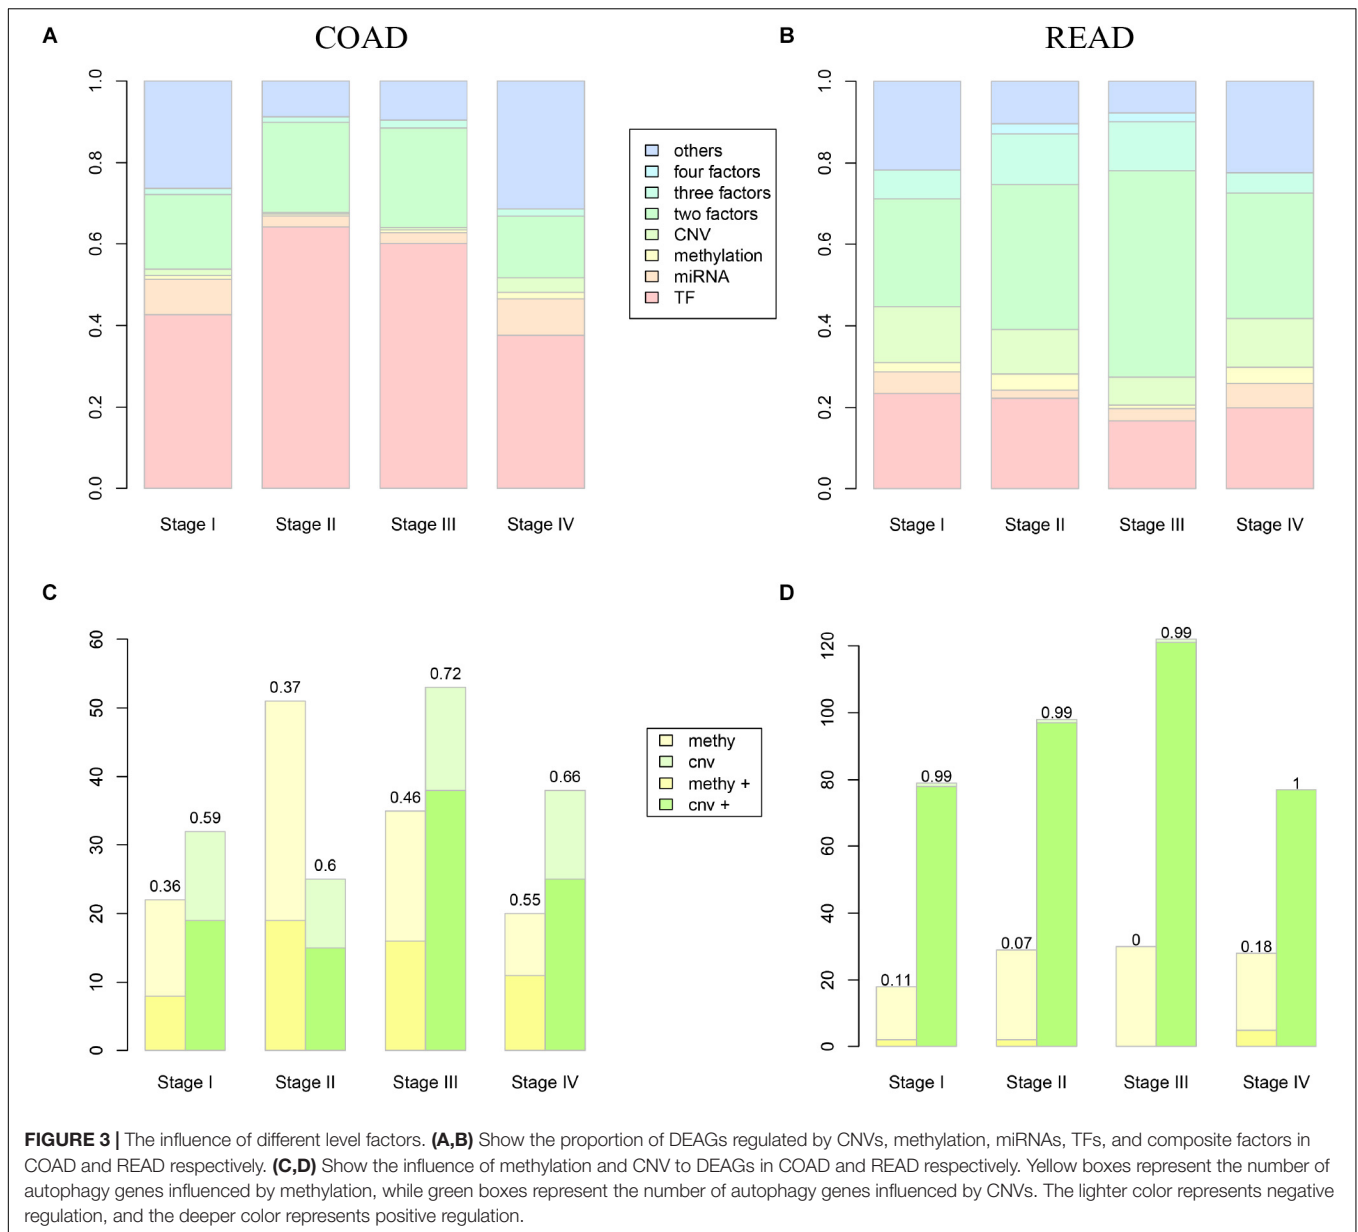 A
COAD
B
READ
1.0
0.8
0.6
0.4
0.2
0.0
Stage I
Stage II
Stage III
Stage IV
others
four factors
three factors
two factors
CNV
methylation
miRNA
TF
1.0
0.8
0.6
0.4
0.2
0.0
Stage I
Stage II
Stage III
Stage IV
C
60
50
40
30
20
10
0
0.36
0.59
0.37
0.6
0.46
0.72
0.55
0.66
Stage I
Stage II
Stage III
Stage IV
methy
cnv
methy +
cnv +
D
120
100
80
60
40
20
0
0.11
0.99
0.07
0.99
0
0.99
0.18
1
Stage I
Stage II
Stage III
Stage IV
FIGURE 3 | The influence of different level factors. (A,B) Show the proportion of DEAGs regulated by CNVs, methylation, miRNAs, TFs, and composite factors in
COAD and READ respectively. (C,D) Show the influence of methylation and CNV to DEAGs in COAD and READ respectively. Yellow boxes represent the number of
autophagy genes influenced by methylation, while green boxes represent the number of autophagy genes influenced by CNVs. The lighter color represents negative
regulation, and the deeper color represents positive regulation.